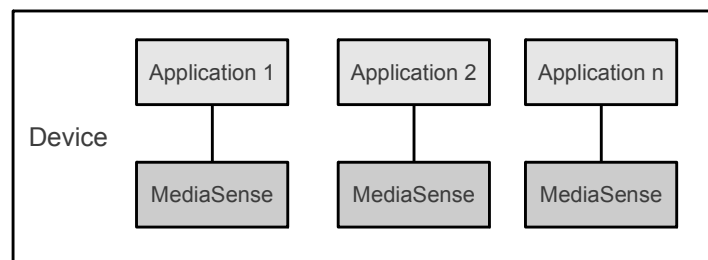 Application 1
Application 2
Application n
Device
MediaSense
MediaSense
MediaSense